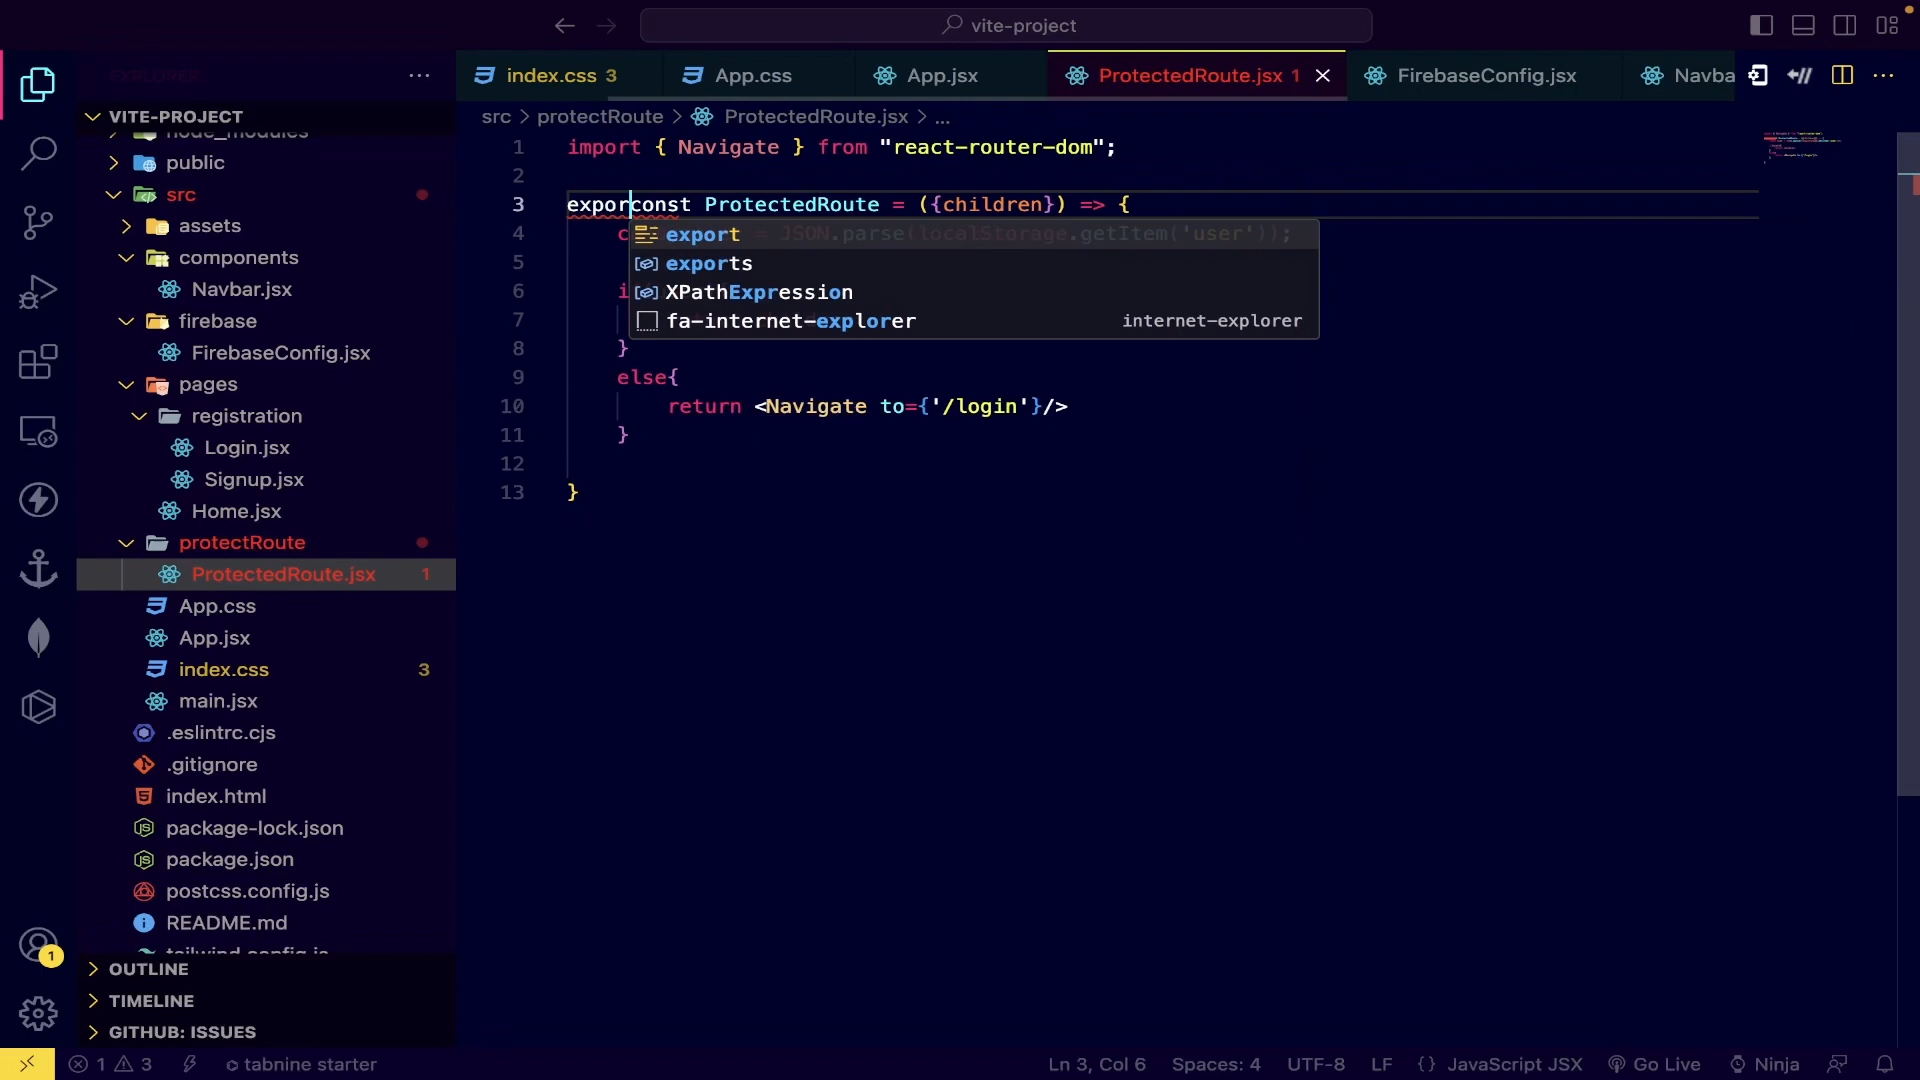 vite-project
EXPLORER
index.css 3
App.css
App.jsx
ProtectedRoute.jsx 1
FirebaseConfig.jsx
Navba
VITE-PROJECT
node_modules
public
src
assets
components
Navbar.jsx
firebase
FirebaseConfig.jsx
pages
registration
Login.jsx
Signup.jsx
Home.jsx
protectRoute
ProtectedRoute.jsx 1
App.css
App.jsx
index.css 3
main.jsx
.eslintrc.cjs
.gitignore
index.html
package-lock.json
package.json
postcss.config.js
README.md
tailwind.config.js
OUTLINE
TIMELINE
GITHUB: ISSUES
src > protectRoute > ProtectedRoute.jsx > ...
1 import { Navigate } from "react-router-dom";
2
3 exporconst ProtectedRoute = ({children}) => {
4 c = JSON.parse(localStorage.getItem('user'));
5
6 i
7
8 }
9 else{
10 return <Navigate to={'/login'}/>
11 }
12
13 }
export
exports
XPathExpression
fa-internet-explorer internet-explorer
1
1 3 tabnine starter
Ln 3, Col 6 Spaces: 4 UTF-8 LF {} JavaScript JSX Go Live Ninja